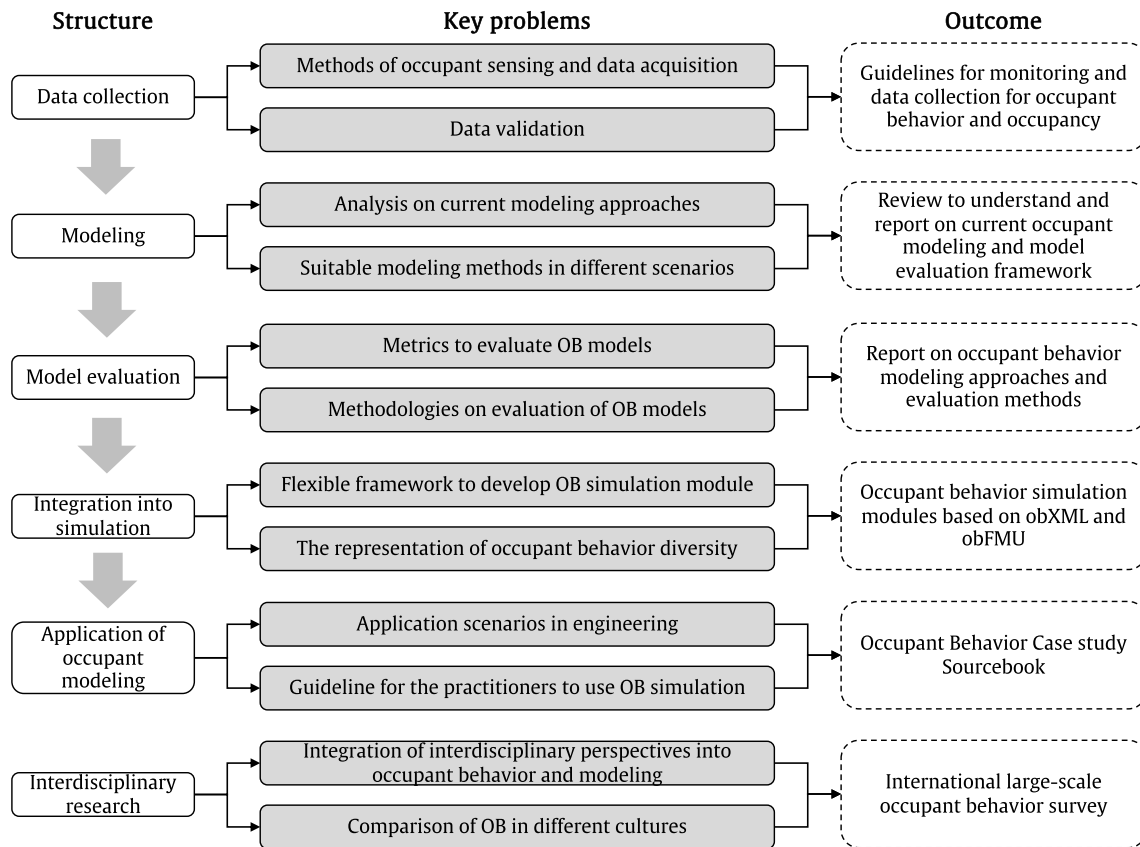 Structure
Key problems
Outcome
Data collection
Methods of occupant sensing and data acquisition
Data validation
Guidelines for monitoring and
data collection for occupant
behavior and occupancy
Modeling
Analysis on current modeling approaches
Suitable modeling methods in different scenarios
Review to understand and
report on current occupant
modeling and model
evaluation framework
Model evaluation
Metrics to evaluate OB models
Methodologies on evaluation of OB models
Report on occupant behavior
modeling approaches and
evaluation methods
Integration into
simulation
Flexible framework to develop OB simulation module
The representation of occupant behavior diversity
Occupant behavior simulation
modules based on obXML and
obFMU
Application of
occupant
modeling
Application scenarios in engineering
Guideline for the practitioners to use OB simulation
Occupant Behavior Case study
Sourcebook
Interdisciplinary
research
Integration of interdisciplinary perspectives into
occupant behavior and modeling
Comparison of OB in different cultures
International large-scale
occupant behavior survey